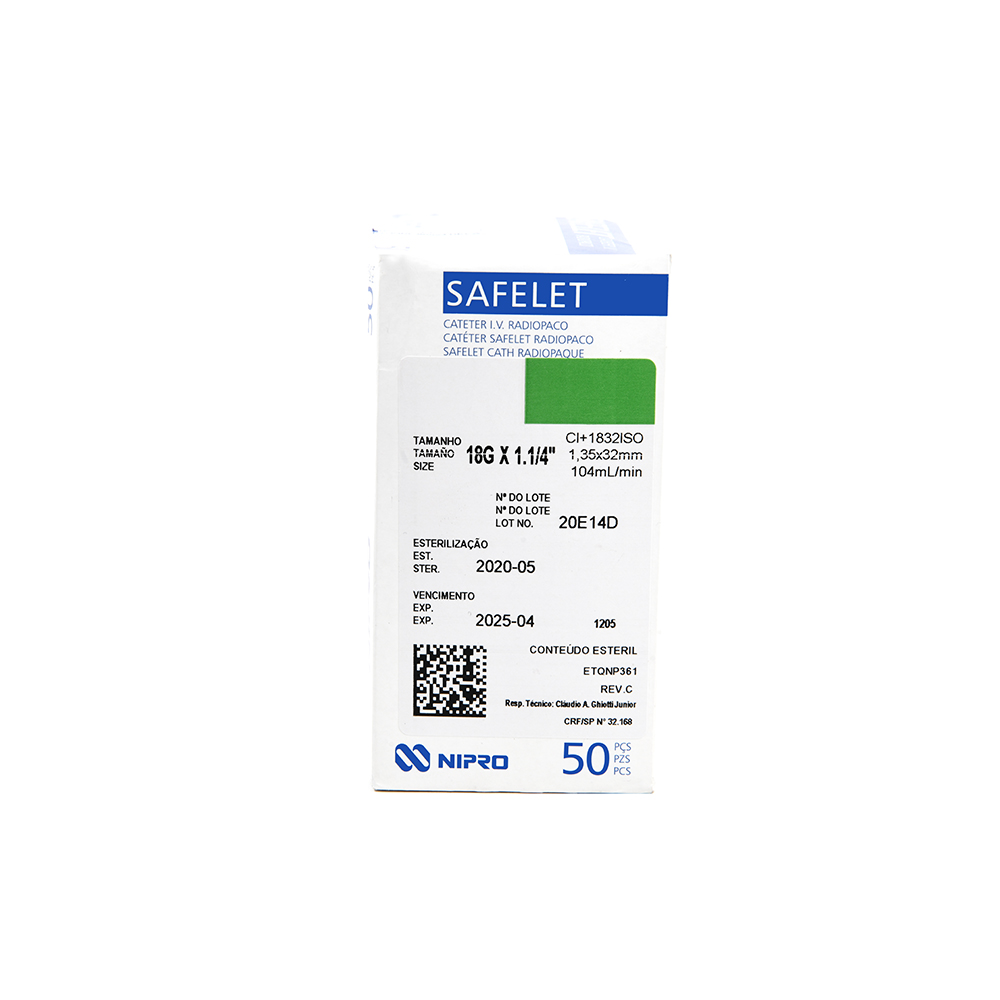 SAFELET
CATETER I.V. RADIOPACO
CATÉTER SAFELET RADIOPACO
SAFELET CATH RADIOPAQUE
TAMANHO
TAMAÑO
SIZE
18G X 1.1/4"
CI+1832ISO
1,35x32mm
104mL/min
Nº DO LOTE
Nº DO LOTE
LOT NO.
20E14D
ESTERILIZAÇÃO
EST.
STER.
2020-05
VENCIMENTO
EXP.
EXP.
2025-04
1205
CONTEÚDO ESTERIL
ETQNP361
REV.C
Resp. Técnico: Cláudio A. Ghiotti Junior
CRF/SP Nº 32.168
NIPRO
50
PÇS
PZS
PCS
50